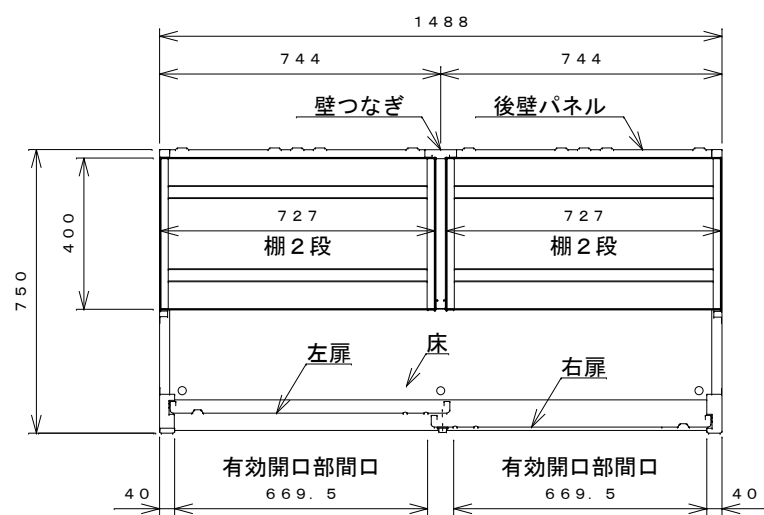 1488
744 744
壁つなぎ 後壁パネル
727 727
棚２段 棚２段
400
750
左扉 床 右扉
有効開口部間口 有効開口部間口
40 669.5 669.5 40